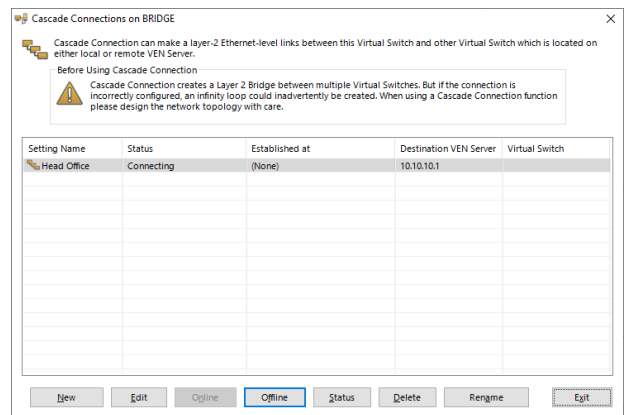 Cascade Connections on BRIDGE
Cascade Connection can make a layer-2 Ethernet-level links between this Virtual Switch and other Virtual Switch which is located on
either local or remote VEN Server.
Before Using Cascade Connection
Cascade Connection creates a Layer 2 Bridge between multiple Virtual Switches. But if the connection is
incorrectly configured, an infinity loop could inadvertently be created. When using a Cascade Connection function
please design the network topology with care.
Setting Name Status Established at Destination VEN Server Virtual Switch
Head Office Connecting (None) 10.10.10.1
New Edit Online Offline Status Delete Rename Exit